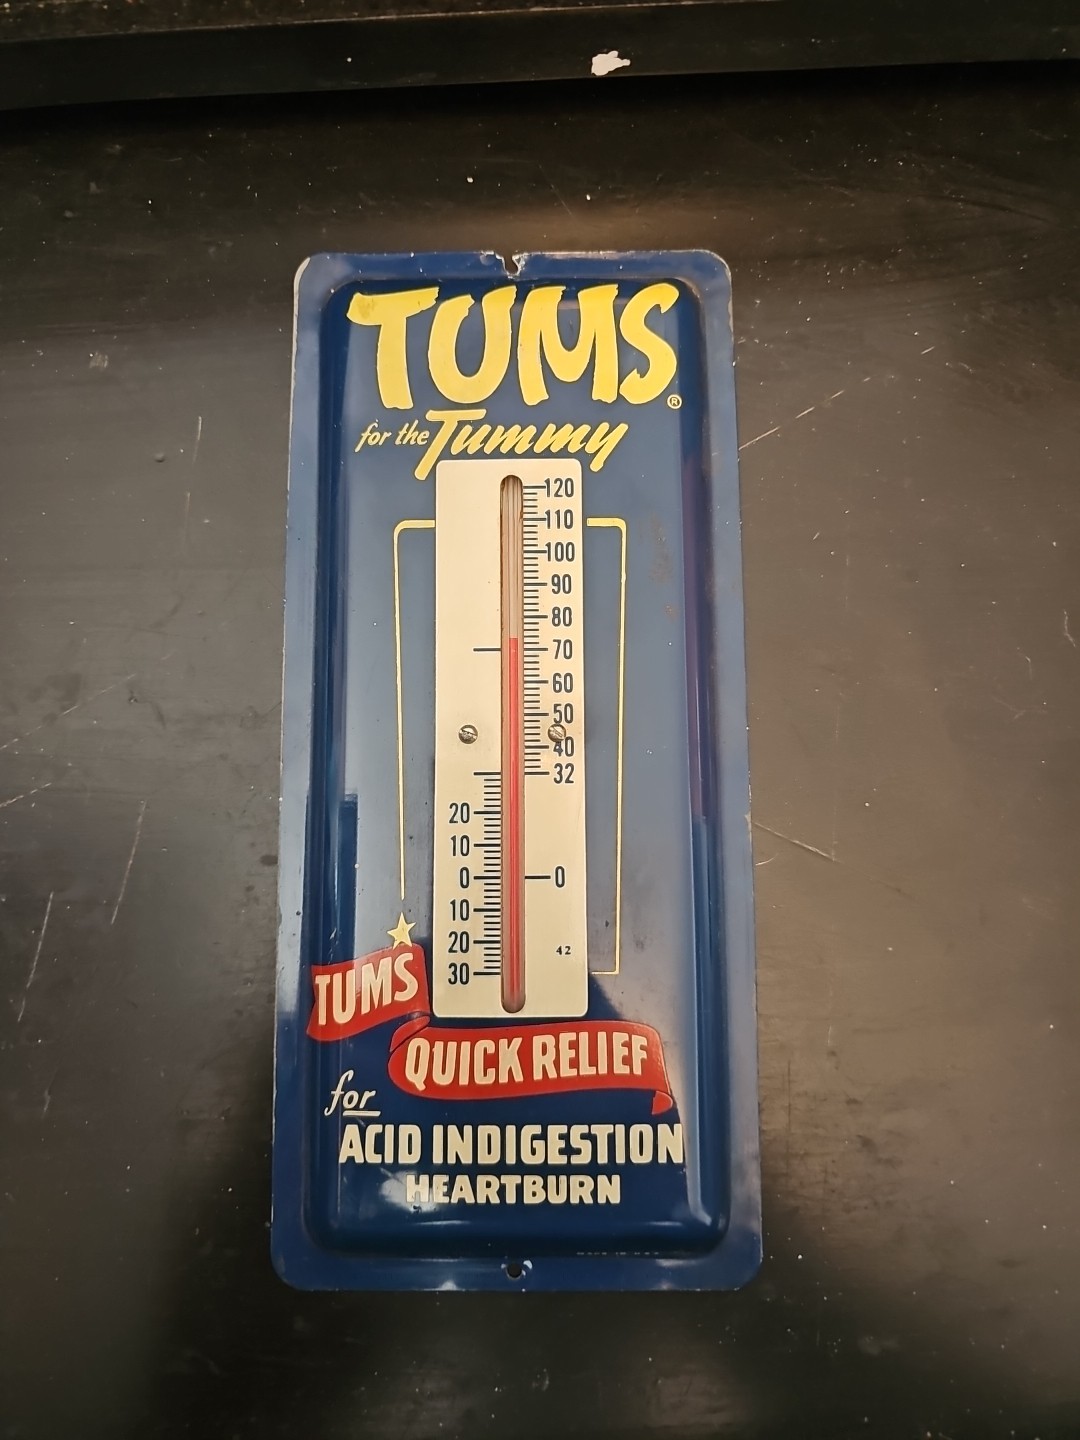 TUMS®
for the Tummy
120
110
100
90
80
70
60
50
40
32
20
10
0 0
10
20 42
30
TUMS
QUICK RELIEF
for
ACID INDIGESTION
HEARTBURN